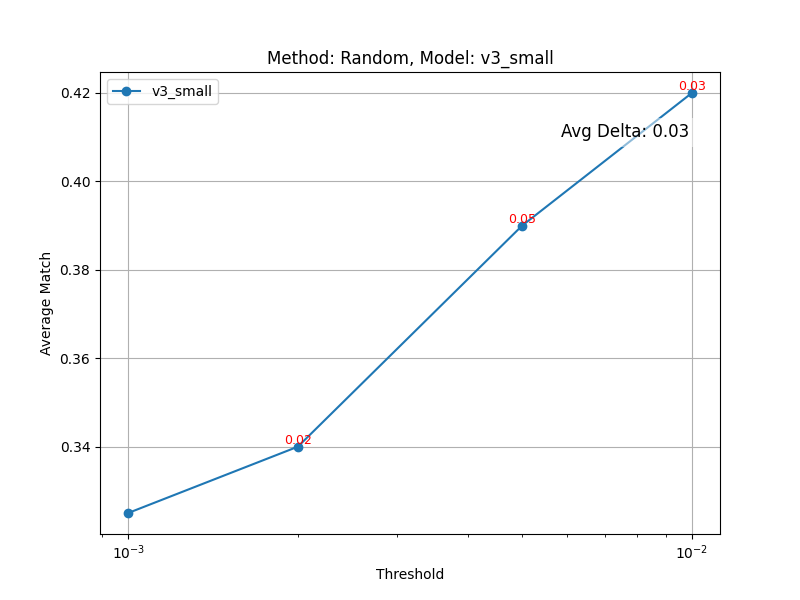 Method: Random, Model: v3_small
v3_small
0.03
Avg Delta: 0.03
0.05
0.02
0.42
0.40
0.38
0.36
0.34
Average Match
10⁻³
10⁻²
Threshold